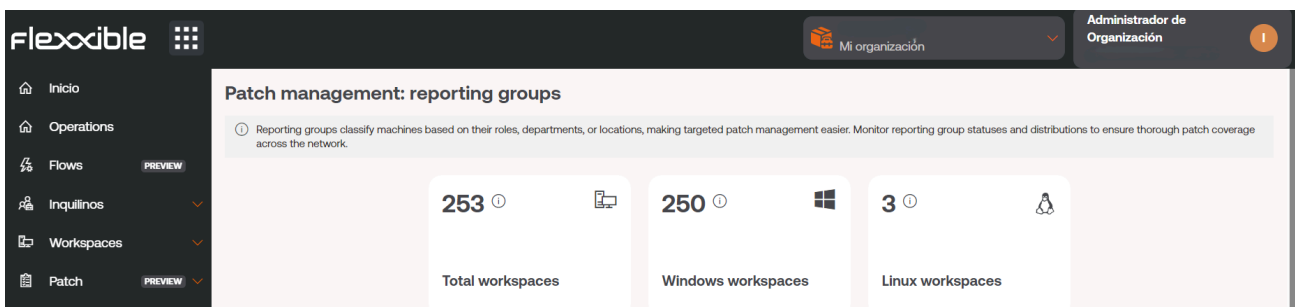 Flexxible
Mi organización
Administrador de
Organización
I
Inicio
Operations
Flows PREVIEW
Inquilinos
Workspaces
Patch PREVIEW
Patch management: reporting groups
Reporting groups classify machines based on their roles, departments, or locations, making targeted patch management easier. Monitor reporting group statuses and distributions to ensure thorough patch coverage
across the network.
253
Total workspaces
250
Windows workspaces
3
Linux workspaces